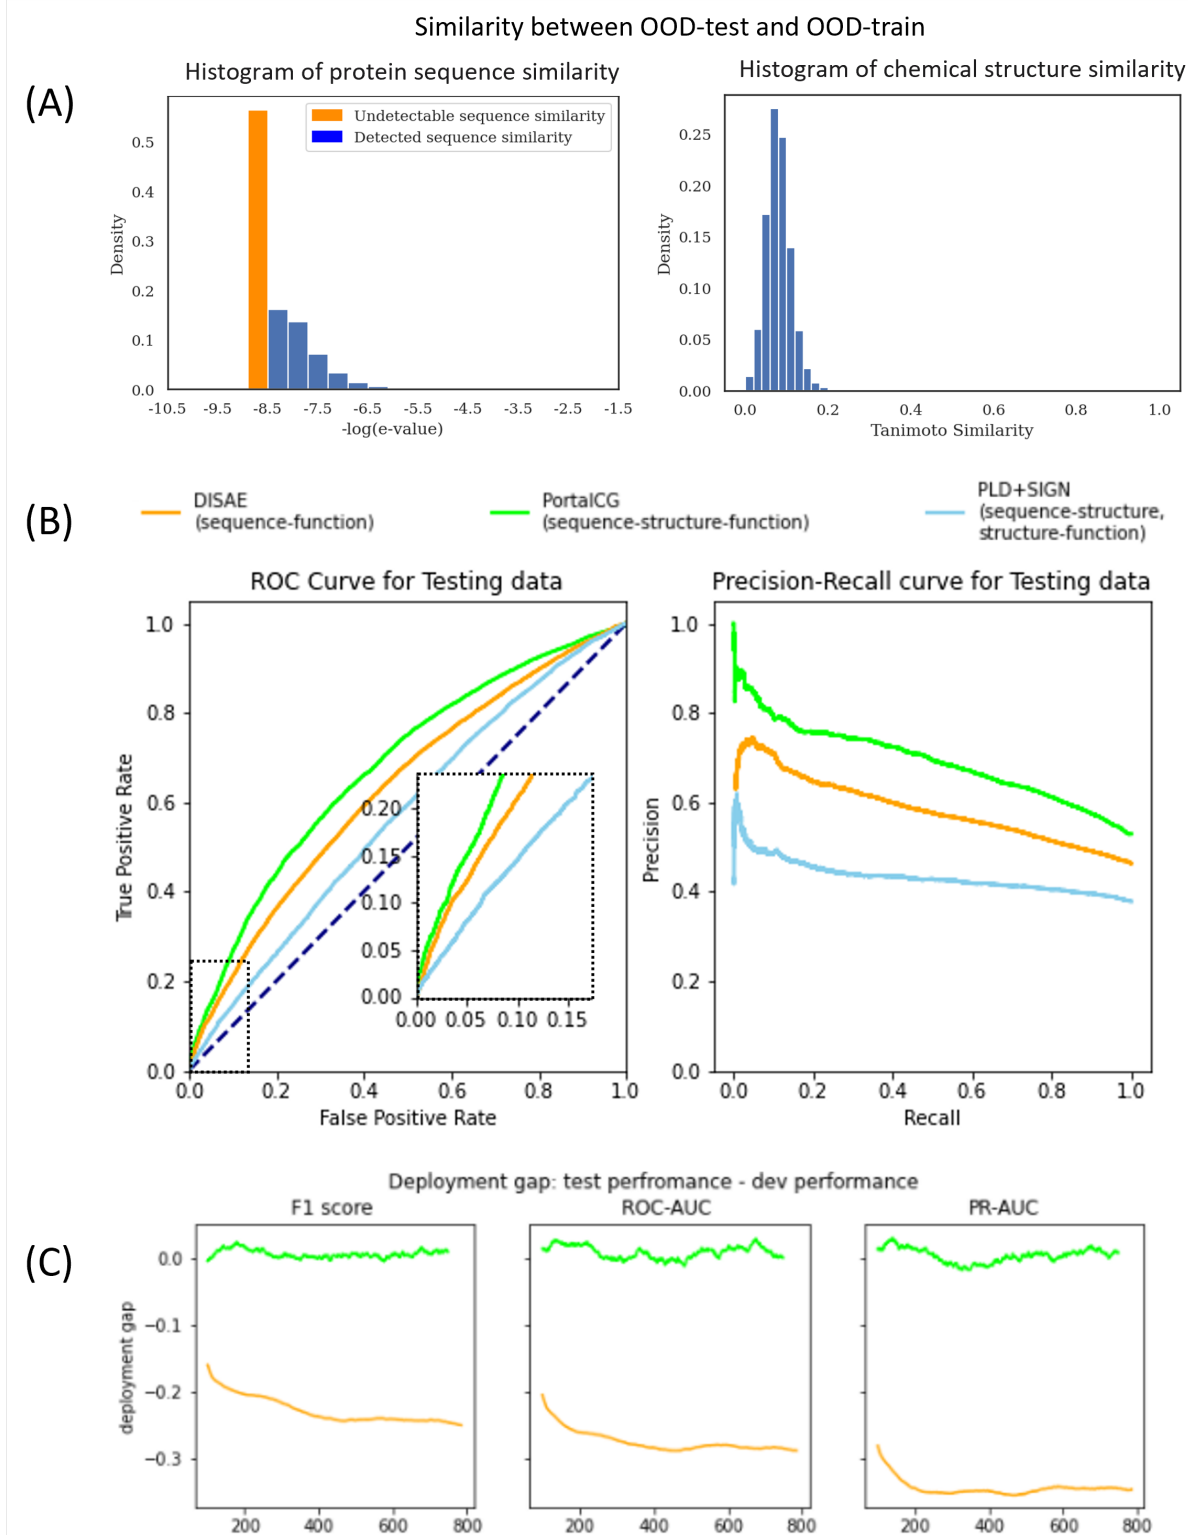 Similarity between OOD-test and OOD-train
(A)
Histogram of protein sequence similarity
Undetectable sequence similarity
Detected sequence similarity
Density
0.5
0.4
0.3
0.2
0.1
0.0
-10.5 -9.5 -8.5 -7.5 -6.5 -5.5 -4.5 -3.5 -2.5 -1.5
-log(e-value)
Histogram of chemical structure similarity
Density
0.25
0.20
0.15
0.10
0.05
0.00
0.0 0.2 0.4 0.6 0.8 1.0
Tanimoto Similarity
(B)
DISAE
(sequence-function)
PortalCG
(sequence-structure-function)
PLD+SIGN
(sequence-structure,
structure-function)
ROC Curve for Testing data
True Positive Rate
1.0
0.8
0.6
0.4
0.2
0.0
0.20
0.15
0.10
0.05
0.00
0.00 0.05 0.10 0.15
0.0 0.2 0.4 0.6 0.8 1.0
False Positive Rate
Precision-Recall curve for Testing data
Precision
1.0
0.8
0.6
0.4
0.2
0.0
0.0 0.2 0.4 0.6 0.8 1.0
Recall
(C)
Deployment gap: test perfromance - dev performance
F1 score
ROC-AUC
PR-AUC
deployment gap
0.0
−0.1
−0.2
−0.3
200 400 600 800
200 400 600 800
200 400 600 800